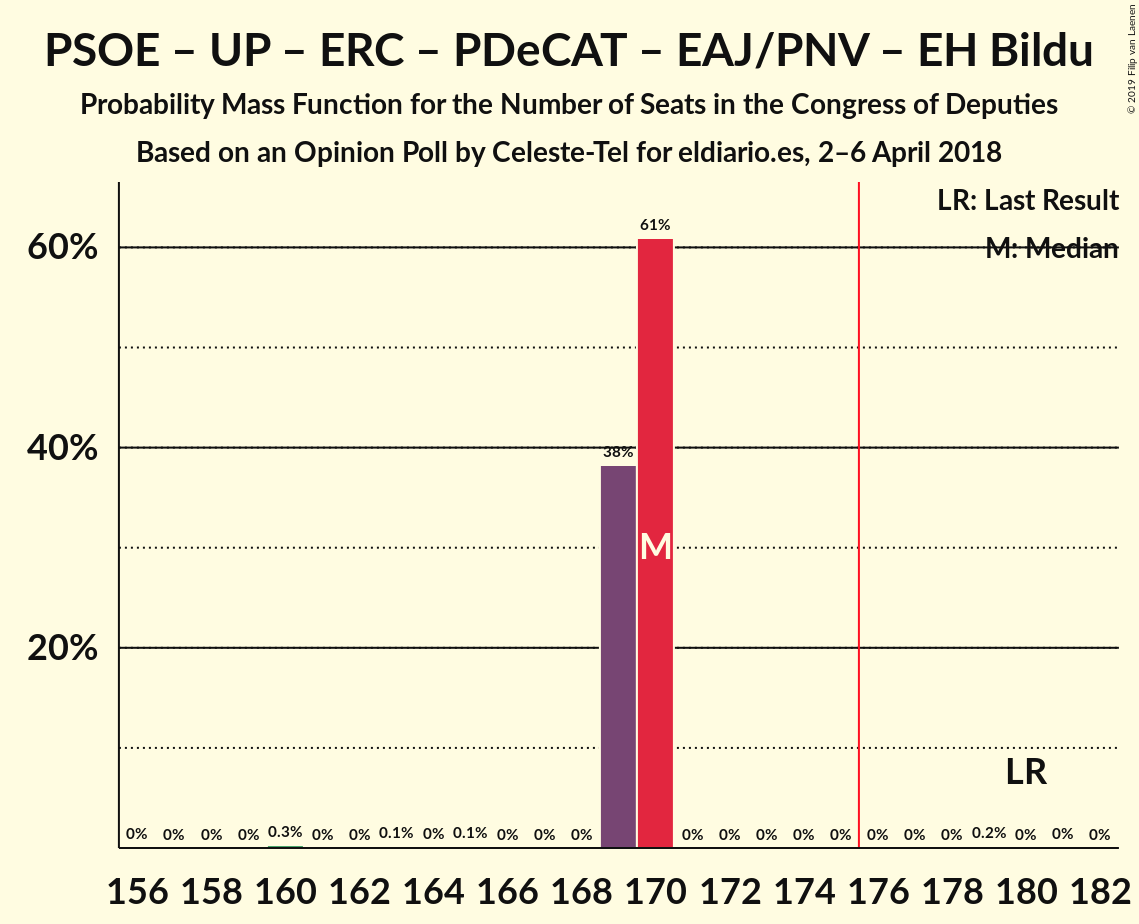 PSOE – UP – ERC – PDeCAT – EAJ/PNV – EH Bildu
Probability Mass Function for the Number of Seats in the Congress of Deputies
Based on an Opinion Poll by Celeste-Tel for eldiario.es, 2–6 April 2018
© 2019 Filip van Laenen
LR: Last Result
M: Median
60%
40%
20%
61%
38%
M
LR
0% 0% 0% 0% 0.3% 0% 0% 0.1% 0% 0.1% 0% 0% 0% 0% 0% 0% 0% 0% 0% 0% 0% 0.2% 0% 0% 0%
156 158 160 162 164 166 168 170 172 174 176 178 180 182